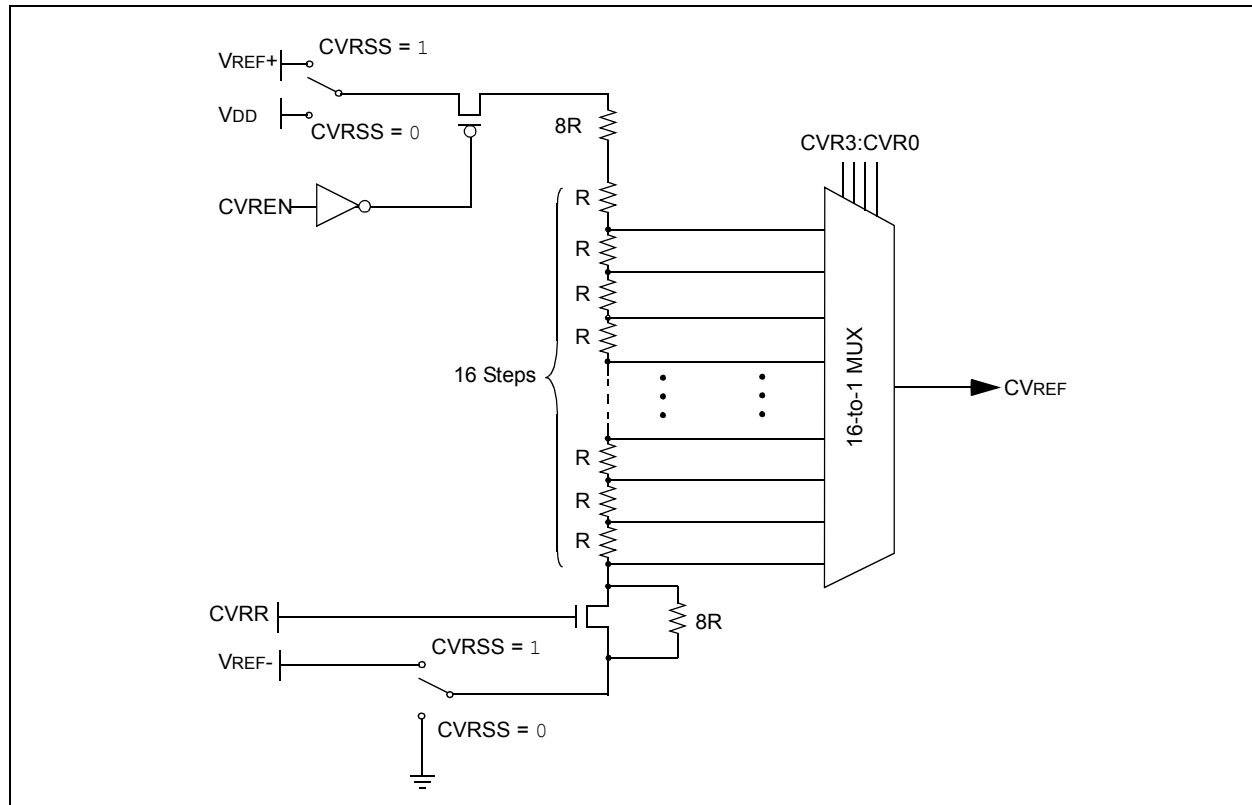 CVRSS = 1
VREF+
VDD
CVRSS = 0
8R
CVR3:CVR0
CVREN
R
R
R
R
16 Steps
16-to-1 MUX
CVREF
R
R
R
CVRR
8R
CVRSS = 1
VREF-
CVRSS = 0